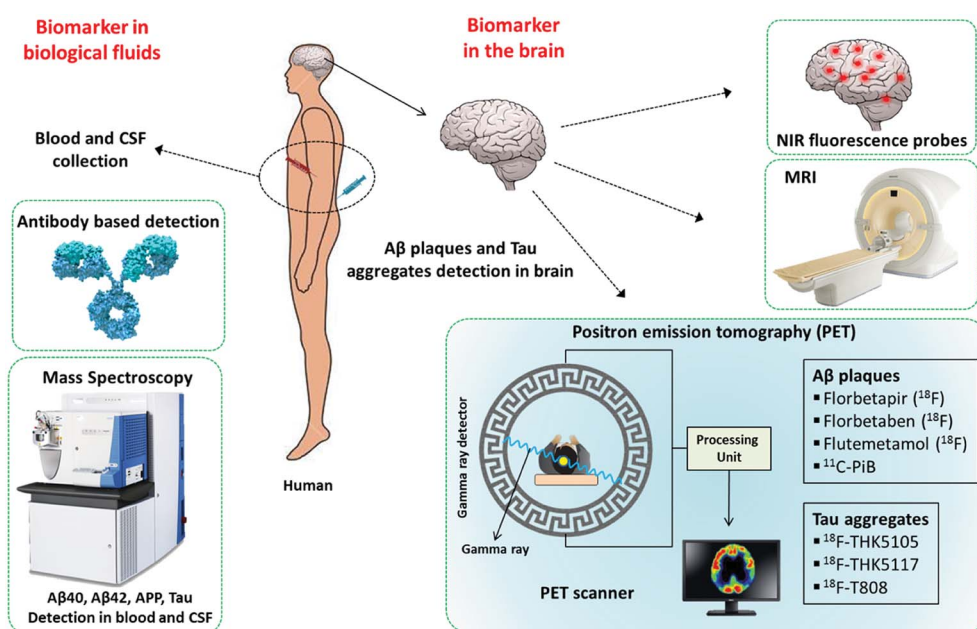 Biomarker in
biological fluids
Blood and CSF
collection
Antibody based detection
Mass Spectroscopy
Aβ40, Aβ42, APP, Tau
Detection in blood and CSF
Human
Biomarker
in the brain
Aβ plaques and Tau
aggregates detection in brain
NIR fluorescence probes
MRI
Positron emission tomography (PET)
Gamma ray detector
Gamma ray
PET scanner
Processing
Unit
Aβ plaques
▪ Florbetapir (¹⁸F)
▪ Florbetaben (¹⁸F)
▪ Flutemetamol (¹⁸F)
▪ ¹¹C-PiB
Tau aggregates
▪ ¹⁸F-THK5105
▪ ¹⁸F-THK5117
▪ ¹⁸F-T808